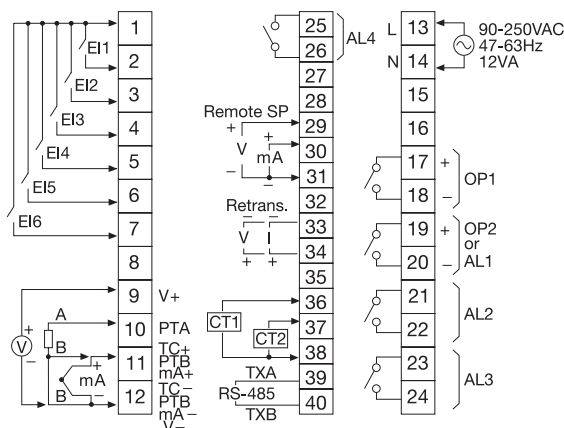 1
2
3
4
5
6
7
8
9
10
11
12
EI1
EI2
EI3
EI4
EI5
EI6
V+
PTA
TC+
PTB
mA+
TC−
PTB
mA−
V−
+
V
−
A
B
B
+
mA
−
25
26
27
28
29
30
31
32
33
34
35
36
37
38
39
40
AL4
Remote SP
+
V
−
+
mA
−
Retrans.
− −
V I
+ +
CT1
CT2
TXA
RS-485
TXB
L 13
N 14
15
16
17 +
18 −
19 +
20 −
21
22
23
24
90-250VAC
47-63Hz
12VA
OP1
OP2
or
AL1
AL2
AL3